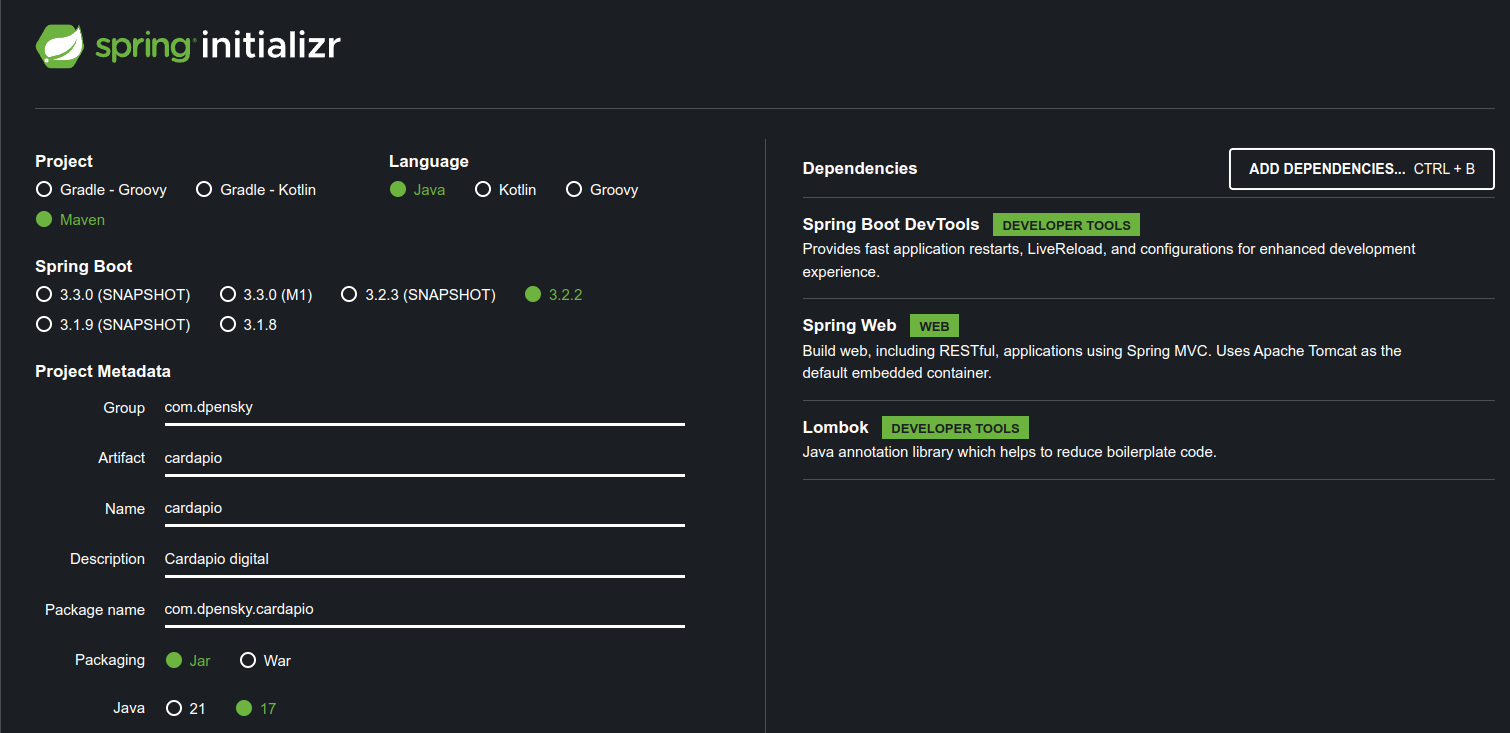 spring initializr
Project
Gradle - Groovy Gradle - Kotlin
Maven
Language
Java Kotlin Groovy
Spring Boot
3.3.0 (SNAPSHOT) 3.3.0 (M1) 3.2.3 (SNAPSHOT) 3.2.2
3.1.9 (SNAPSHOT) 3.1.8
Project Metadata
Group com.dpensky
Artifact cardapio
Name cardapio
Description Cardapio digital
Package name com.dpensky.cardapio
Packaging Jar War
Java 21 17
Dependencies ADD DEPENDENCIES... CTRL + B
Spring Boot DevTools DEVELOPER TOOLS
Provides fast application restarts, LiveReload, and configurations for enhanced development
experience.
Spring Web WEB
Build web, including RESTful, applications using Spring MVC. Uses Apache Tomcat as the
default embedded container.
Lombok DEVELOPER TOOLS
Java annotation library which helps to reduce boilerplate code.